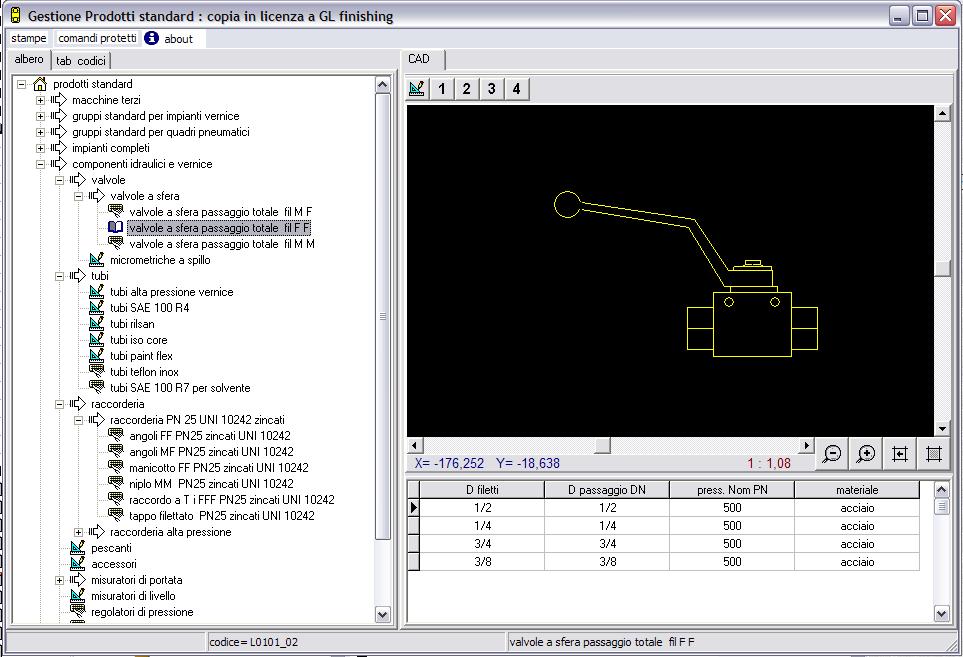 Gestione Prodotti standard : copia in licenza a GL finishing
stampe comandi protetti about
albero tab codici
prodotti standard
macchine terzi
gruppi standard per impianti vernice
gruppi standard per quadri pneumatici
impianti completi
componenti idraulici e vernice
valvole
valvole a sfera
valvole a sfera passaggio totale fil M F
valvole a sfera passaggio totale fil F F
valvole a sfera passaggio totale fil M M
micrometriche a spillo
tubi
tubi alta pressione vernice
tubi SAE 100 R4
tubi rilsan
tubi iso core
tubi paint flex
tubi teflon inox
tubi SAE 100 R7 per solvente
raccorderia
raccorderia PN 25 UNI 10242 zincati
angoli FF PN25 zincati UNI 10242
angoli MF PN25 zincati UNI 10242
manicotto FF PN25 zincati UNI 10242
niplo MM PN25 zincati UNI 10242
raccordo a T i FFF PN25 zincati UNI 10242
tappo filettato PN25 zincati UNI 10242
raccorderia alta pressione
pescanti
accessori
misuratori di portata
misuratori di livello
regolatori di pressione
CAD
1 2 3 4
X= -176,252 Y= -18,638 1 : 1,08
D filetti D passaggio DN press. Nom PN materiale
1/2 1/2 500 acciaio
1/4 1/4 500 acciaio
3/4 3/4 500 acciaio
3/8 3/8 500 acciaio
codice= L0101_02 valvole a sfera passaggio totale fil F F